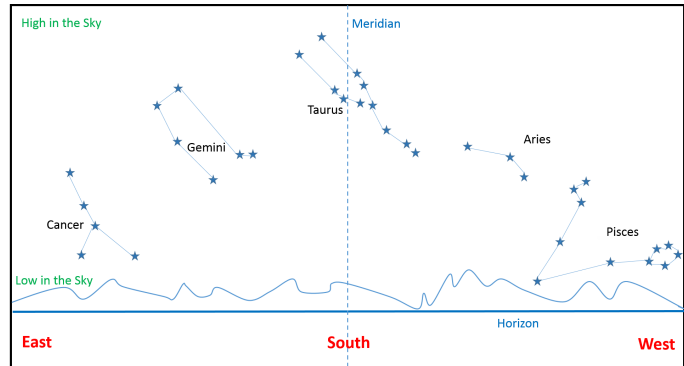 High in the Sky
Meridian
Taurus
Gemini
Aries
Cancer
Pisces
Low in the Sky
Horizon
East
South
West